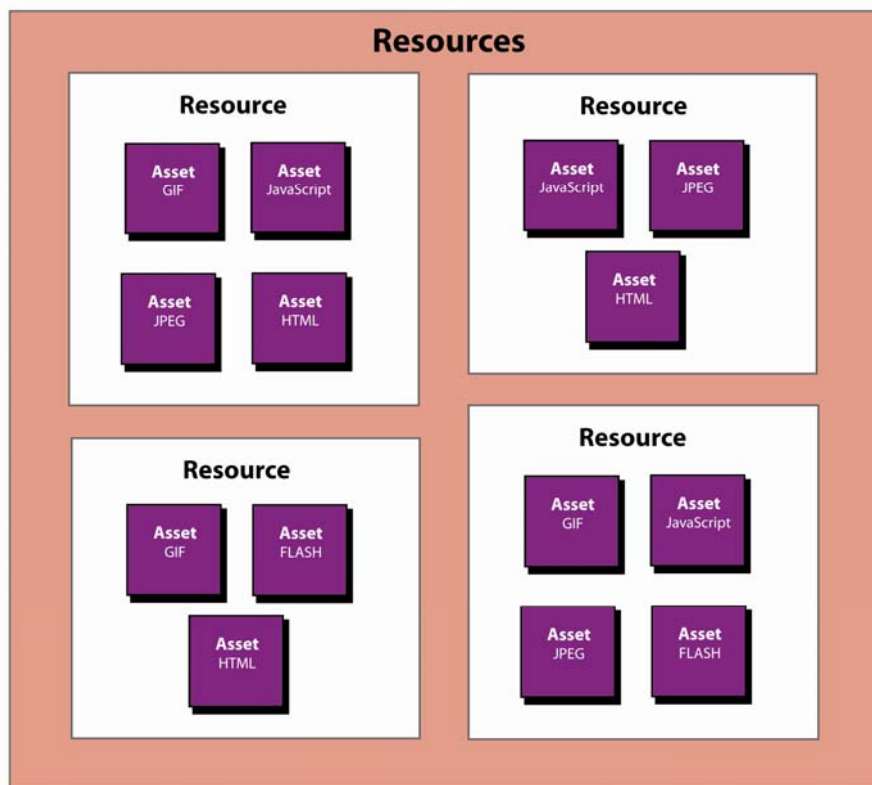 Resources
Resource
Asset
GIF
Asset
JavaScript
Asset
JPEG
Asset
HTML
Resource
Asset
JavaScript
Asset
JPEG
Asset
HTML
Resource
Asset
GIF
Asset
FLASH
Asset
HTML
Resource
Asset
GIF
Asset
JavaScript
Asset
JPEG
Asset
FLASH